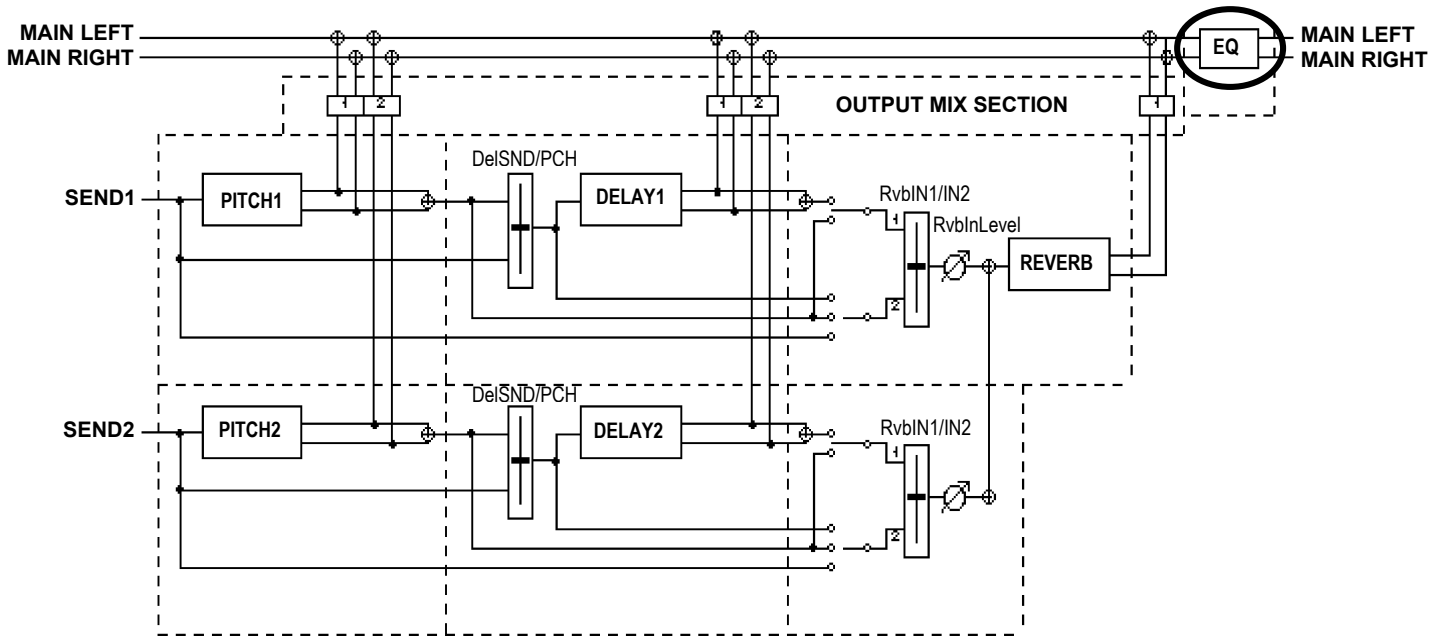 MAIN LEFT
MAIN RIGHT
EQ
MAIN LEFT
MAIN RIGHT
1 2
1 2
OUTPUT MIX SECTION
1
SEND1
PITCH1
DelSND/PCH
DELAY1
RvbIN1/IN2
1
RvbInLevel
2
REVERB
SEND2
PITCH2
DelSND/PCH
DELAY2
RvbIN1/IN2
1
2